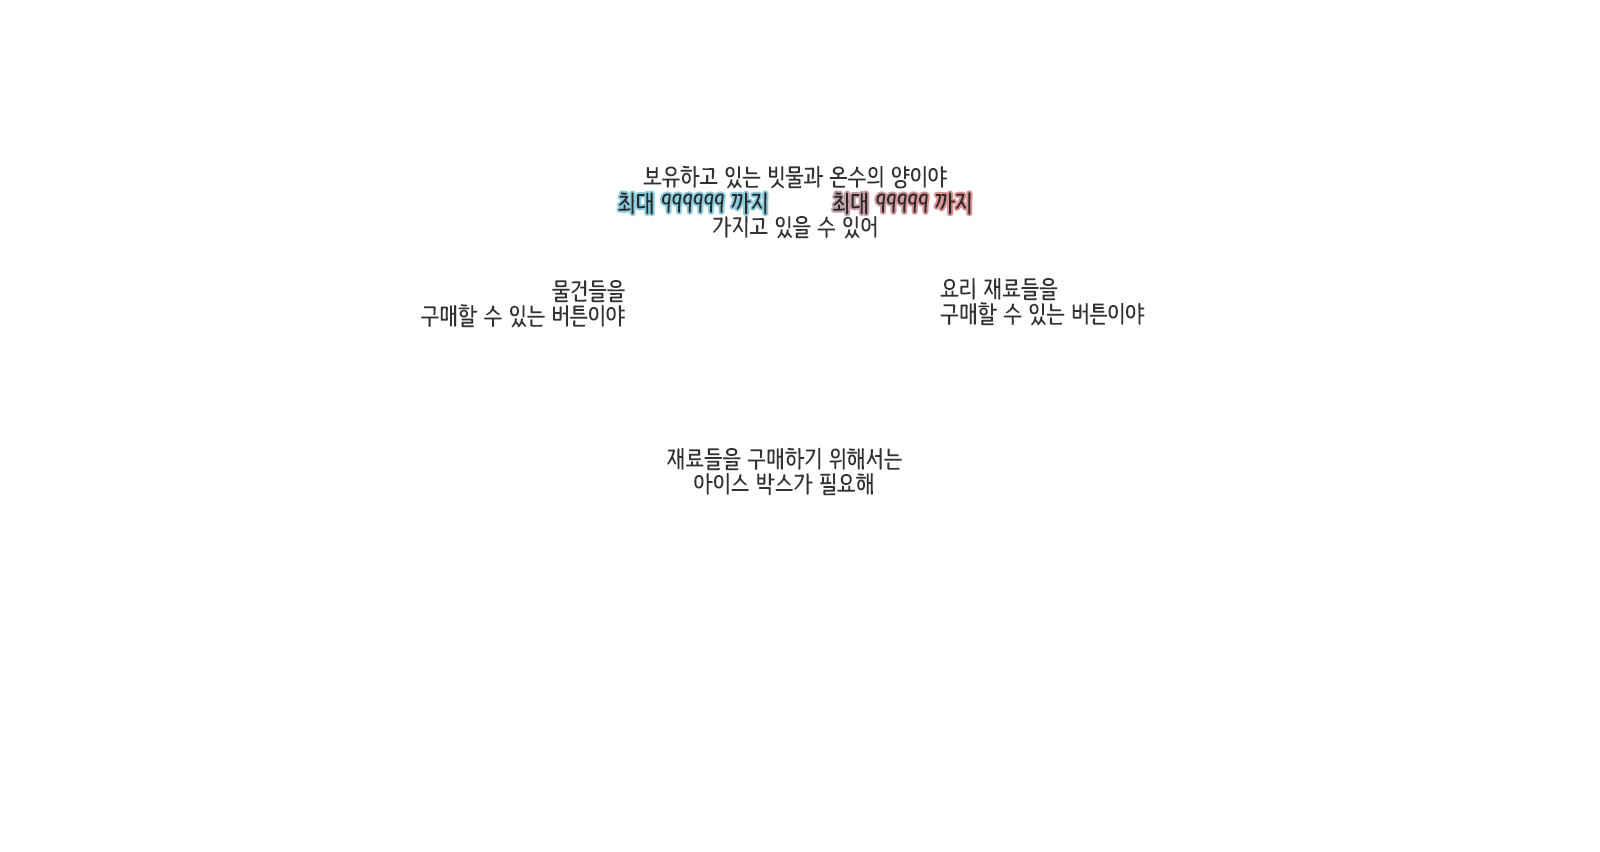 보유하고 있는 빗물과 온수의 양이야
최대 999999 까지 최대 99999 까지
가지고 있을 수 있어
물건들을
구매할 수 있는 버튼이야
요리 재료들을
구매할 수 있는 버튼이야
재료들을 구매하기 위해서는
아이스 박스가 필요해